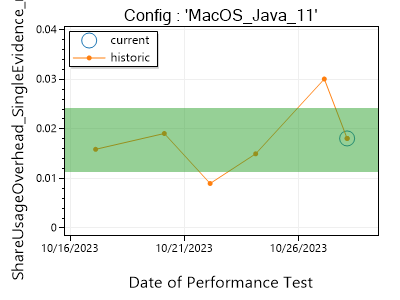 Config : 'MacOS_Java_11'
ShareUsageOverhead_SingleEvidence_
current
historic
0.04
0.03
0.02
0.01
0
10/16/2023
10/21/2023
10/26/2023
Date of Performance Test